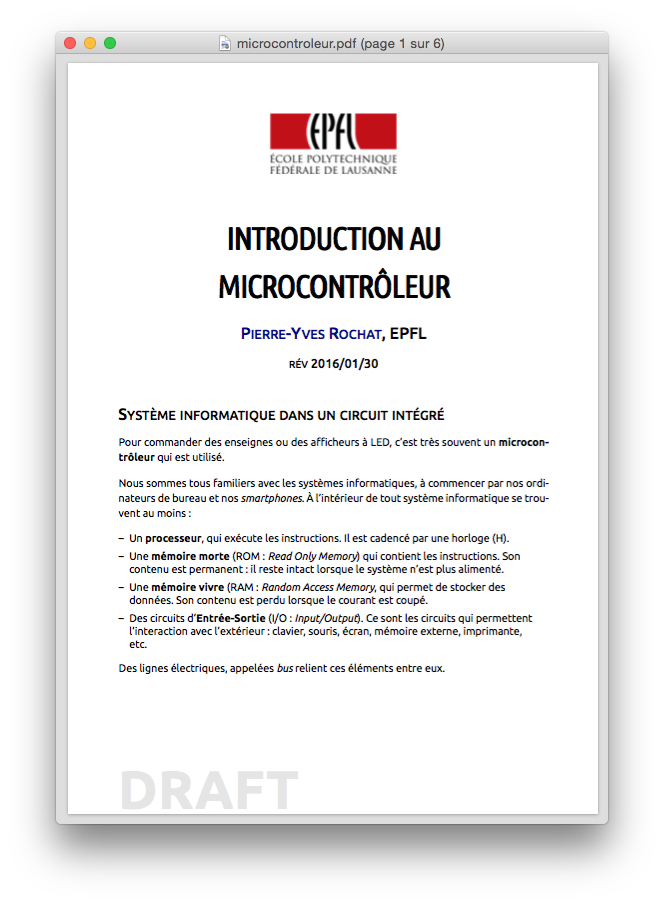 microcontroleur.pdf (page 1 sur 6)
EPFL
ÉCOLE POLYTECHNIQUE
FÉDÉRALE DE LAUSANNE
INTRODUCTION AU
MICROCONTRÔLEUR
PIERRE-YVES ROCHAT, EPFL
RÉV 2016/01/30
SYSTÈME INFORMATIQUE DANS UN CIRCUIT INTÉGRÉ
Pour commander des enseignes ou des afficheurs à LED, c'est très souvent un microcon-
trôleur qui est utilisé.
Nous sommes tous familiers avec les systèmes informatiques, à commencer par nos ordi-
nateurs de bureau et nos smartphones. À l'intérieur de tout système informatique se trou-
vent au moins :
– Un processeur, qui exécute les instructions. Il est cadencé par une horloge (H).
– Une mémoire morte (ROM : Read Only Memory) qui contient les instructions. Son
contenu est permanent : il reste intact lorsque le système n'est plus alimenté.
– Une mémoire vive (RAM : Random Access Memory, qui permet de stocker des
données. Son contenu est perdu lorsque le courant est coupé.
– Des circuits d'Entrée-Sortie (I/O : Input/Output). Ce sont les circuits qui permettent
l'interaction avec l'extérieur : clavier, souris, écran, mémoire externe, imprimante,
etc.
Des lignes électriques, appelées bus relient ces éléments entre eux.
DRAFT